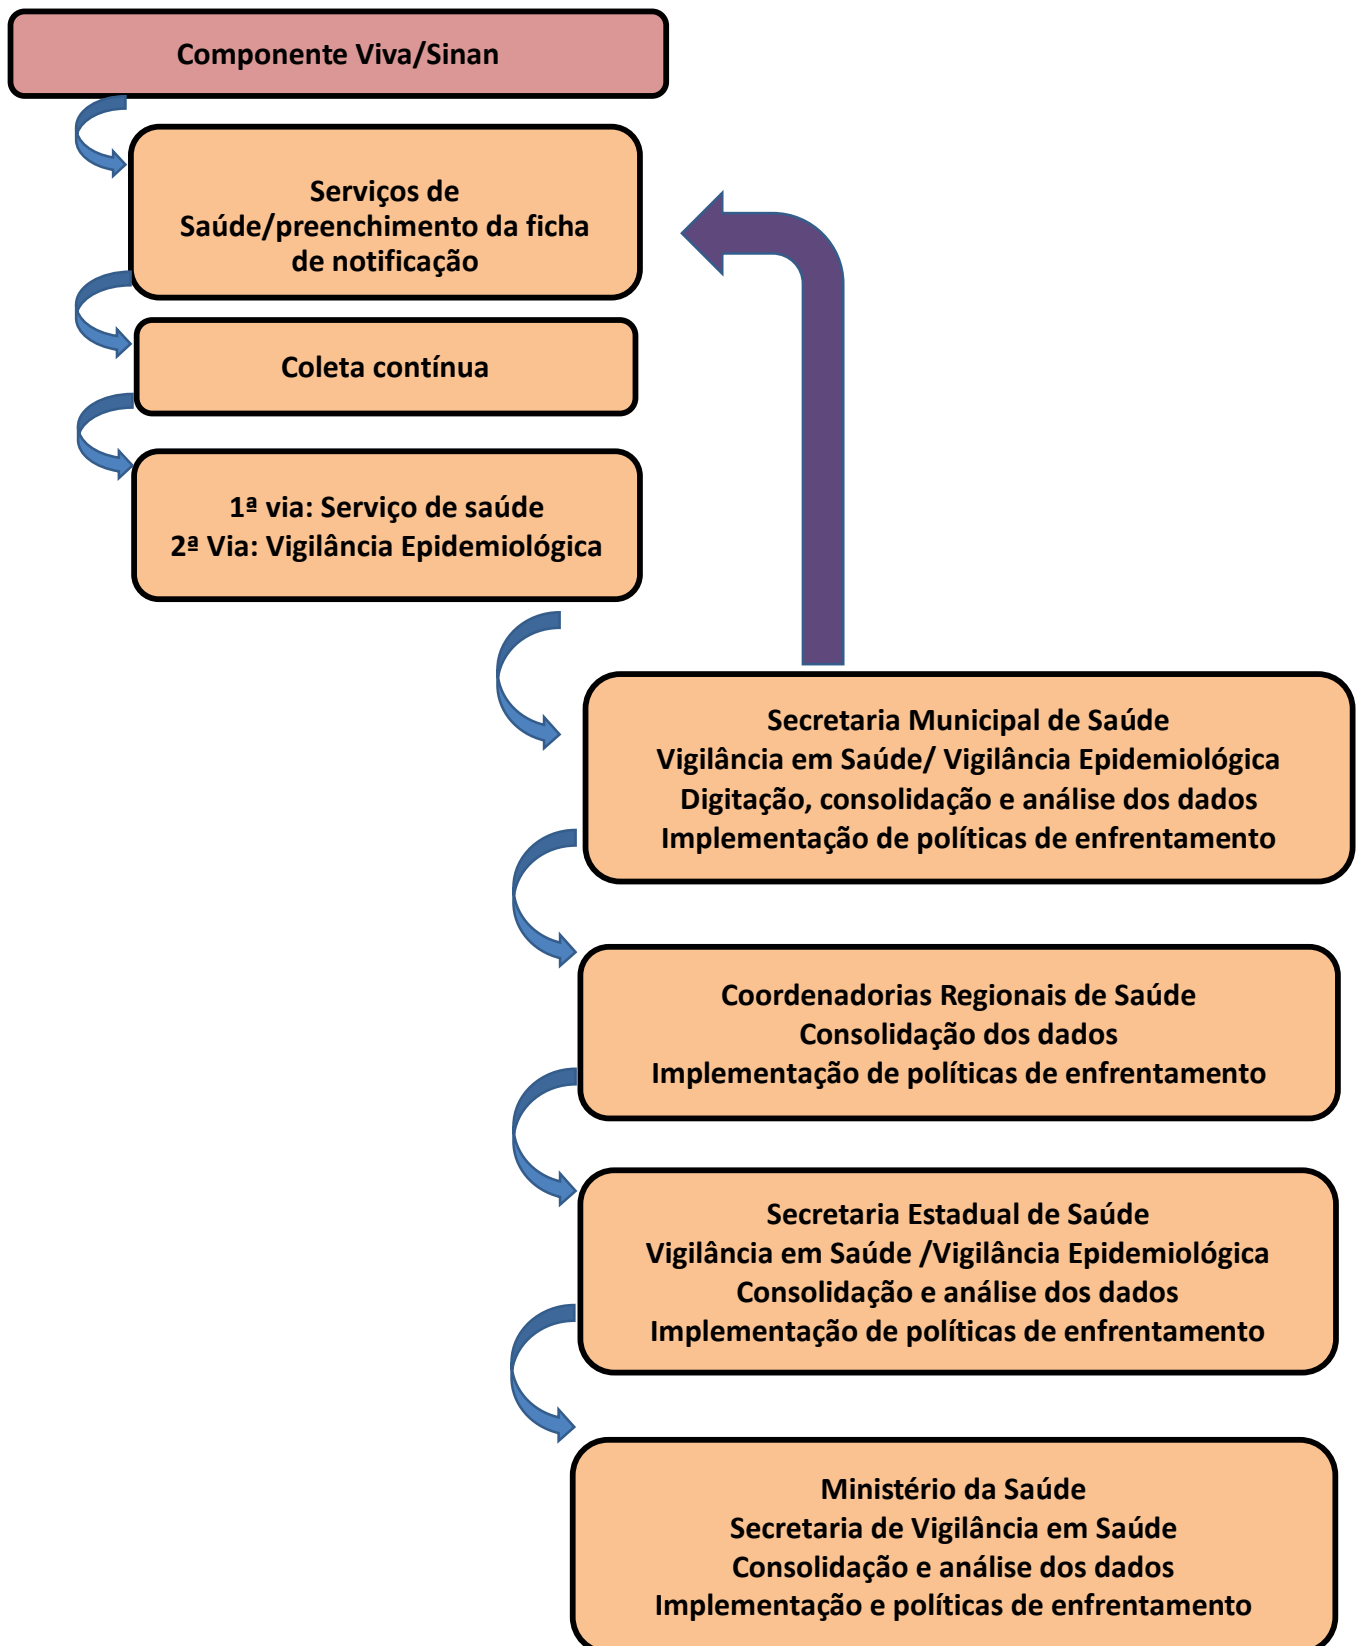 Componente Viva/Sinan
Serviços de
Saúde/preenchimento da ficha
de notificação
Coleta contínua
1ª via: Serviço de saúde
2ª Via: Vigilância Epidemiológica
Secretaria Municipal de Saúde
Vigilância em Saúde/ Vigilância Epidemiológica
Digitação, consolidação e análise dos dados
Implementação de políticas de enfrentamento
Coordenadorias Regionais de Saúde
Consolidação dos dados
Implementação de políticas de enfrentamento
Secretaria Estadual de Saúde
Vigilância em Saúde /Vigilância Epidemiológica
Consolidação e análise dos dados
Implementação de políticas de enfrentamento
Ministério da Saúde
Secretaria de Vigilância em Saúde
Consolidação e análise dos dados
Implementação e políticas de enfrentamento